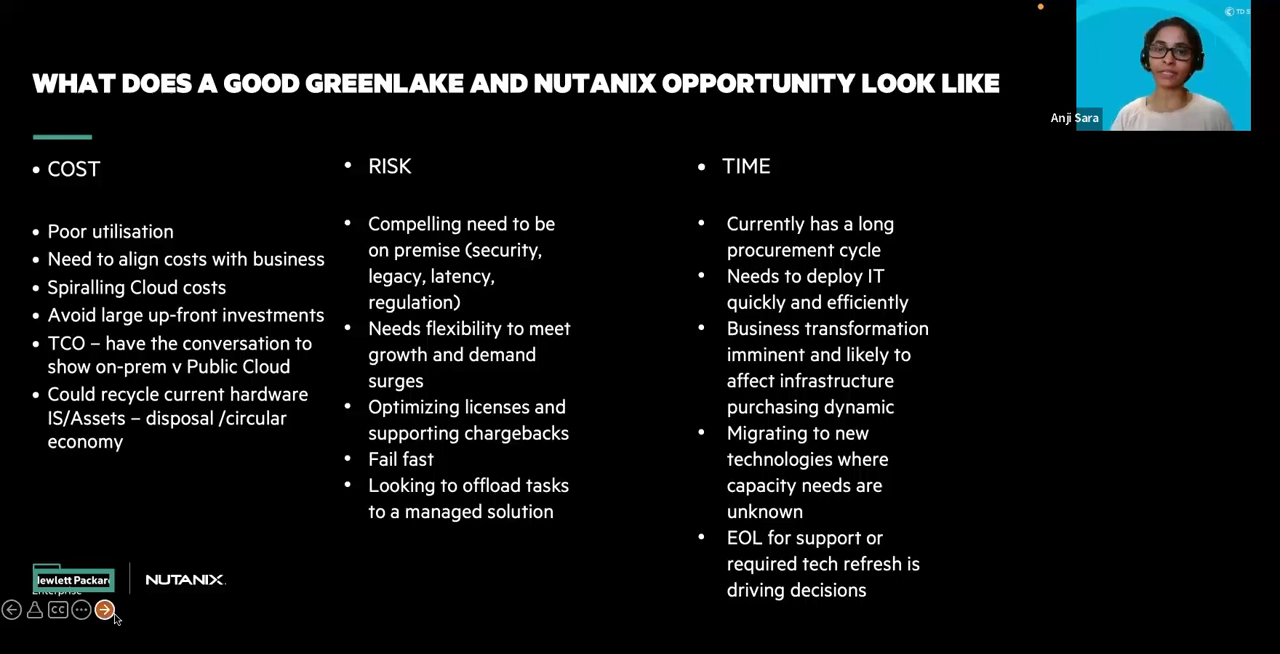 TD S
WHAT DOES A GOOD GREENLAKE AND NUTANIX OPPORTUNITY LOOK LIKE
Anji Sara
• COST
• Poor utilisation
• Need to align costs with business
• Spiralling Cloud costs
• Avoid large up-front investments
• TCO – have the conversation to
show on-prem v Public Cloud
• Could recycle current hardware
IS/Assets – disposal /circular
economy
• RISK
• Compelling need to be
on premise (security,
legacy, latency,
regulation)
• Needs flexibility to meet
growth and demand
surges
• Optimizing licenses and
supporting chargebacks
• Fail fast
• Looking to offload tasks
to a managed solution
• TIME
• Currently has a long
procurement cycle
• Needs to deploy IT
quickly and efficiently
• Business transformation
imminent and likely to
affect infrastructure
purchasing dynamic
• Migrating to new
technologies where
capacity needs are
unknown
• EOL for support or
required tech refresh is
driving decisions
Hewlett Packard
Enterprise
NUTANIX.
CC